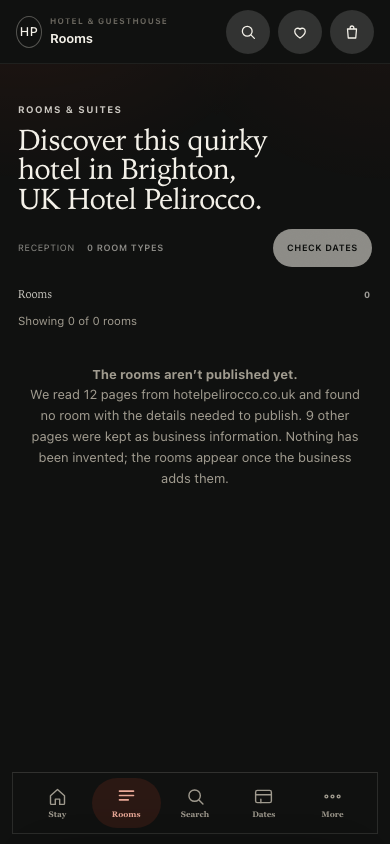 HP
HOTEL & GUESTHOUSE
Rooms
ROOMS & SUITES
Discover this quirky
hotel in Brighton,
UK Hotel Pelirocco.
RECEPTION 0 ROOM TYPES
CHECK DATES
Rooms 0
Showing 0 of 0 rooms
The rooms aren’t published yet.
We read 12 pages from hotelpelirocco.co.uk and found
no room with the details needed to publish. 9 other
pages were kept as business information. Nothing has
been invented; the rooms appear once the business
adds them.
Stay Rooms Search Dates More